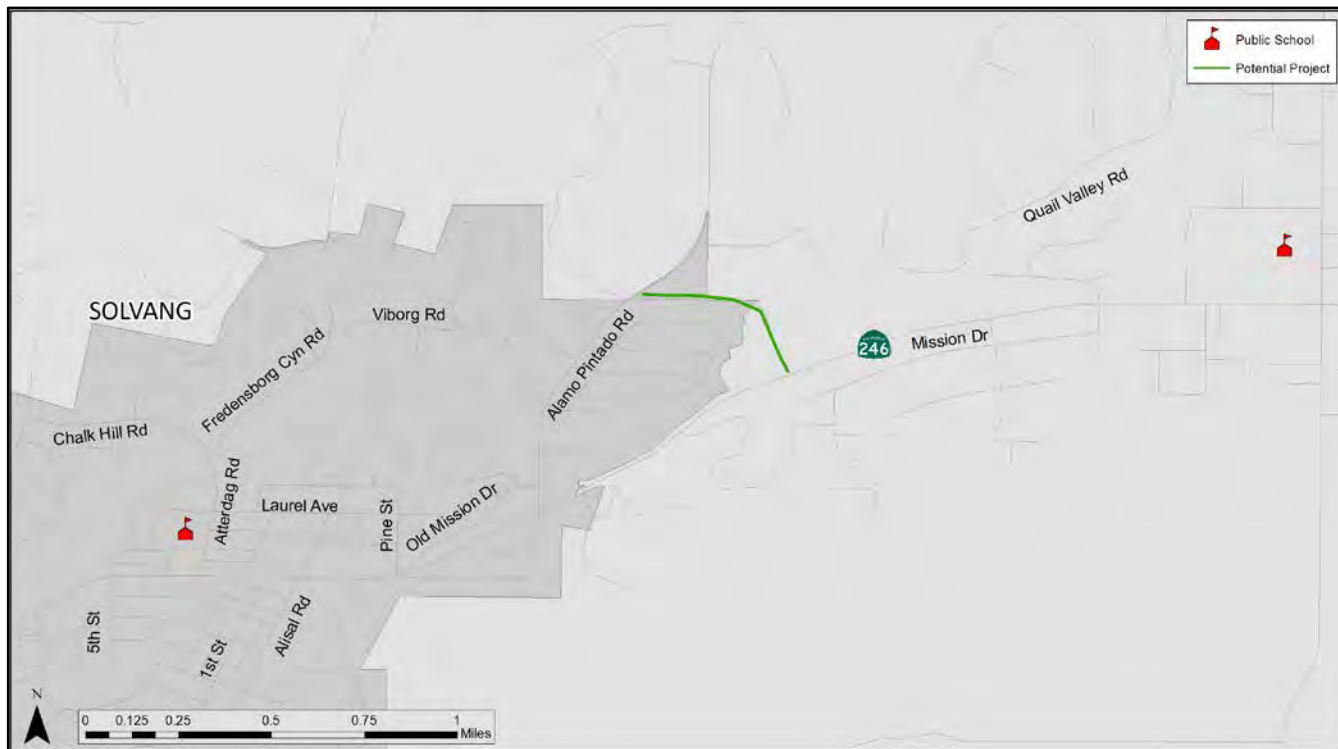 Public School
Potential Project
Quail Valley Rd
SOLVANG
Viborg Rd
Fredensborg Cyn Rd
Alamo Pintado Rd
246
Mission Dr
Chalk Hill Rd
Atterdag Rd
Laurel Ave
Pine St
Old Mission Dr
5th St
1st St
Alisal Rd
N
0 0.125 0.25 0.5 0.75 1
Miles